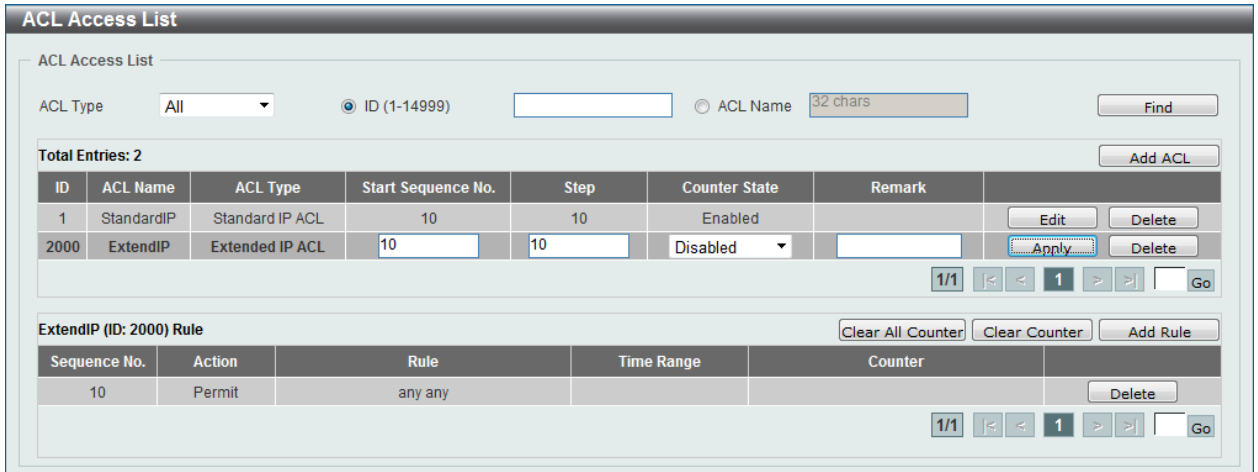 ACL Access List
ACL Access List
ACL Type All ID (1-14999) ACL Name 32 chars Find
Total Entries: 2 Add ACL
ID ACL Name ACL Type Start Sequence No. Step Counter State Remark
1 StandardIP Standard IP ACL 10 10 Enabled Edit Delete
2000 ExtendIP Extended IP ACL 10 10 Disabled Apply Delete
1/1 |< < 1 > >| Go
ExtendIP (ID: 2000) Rule Clear All Counter Clear Counter Add Rule
Sequence No. Action Rule Time Range Counter
10 Permit any any Delete
1/1 |< < 1 > >| Go